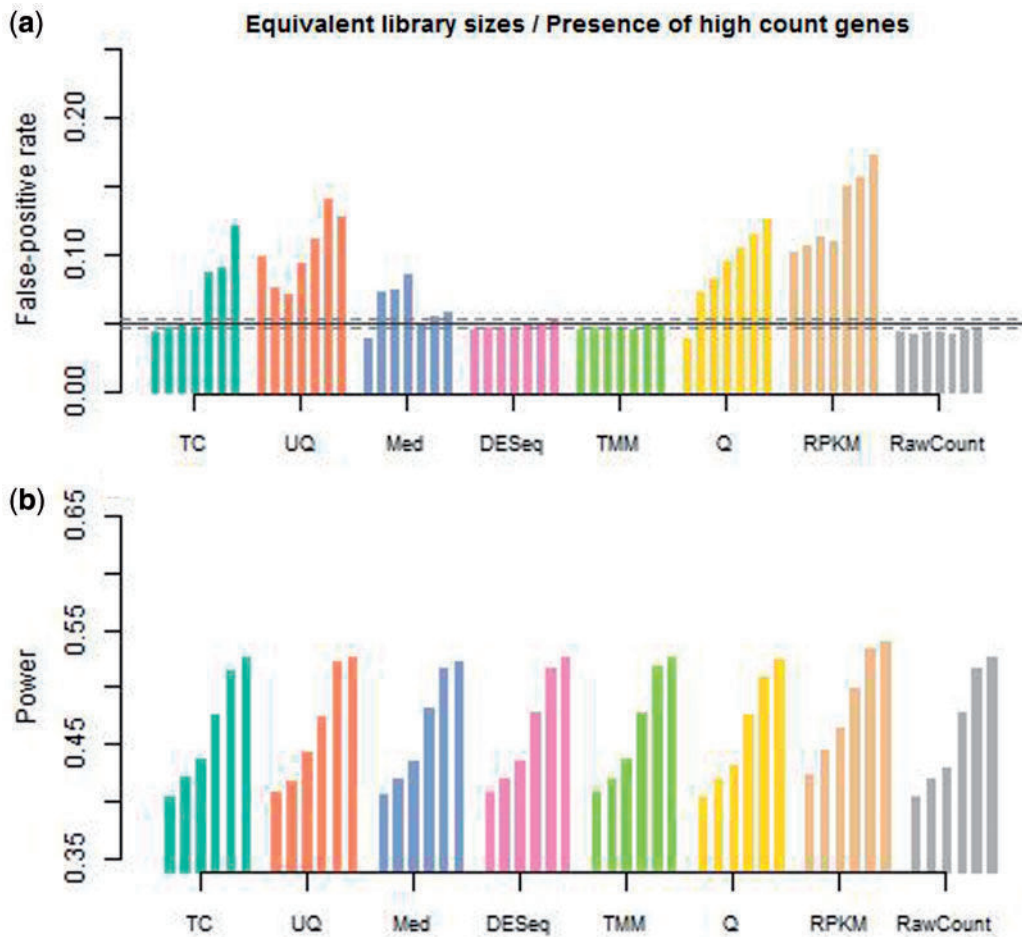 (a) Equivalent library sizes / Presence of high count genes
False-positive rate
0.20
0.10
0.00
TC UQ Med DESeq TMM Q RPKM RawCount
(b)
Power
0.65
0.55
0.45
0.35
TC UQ Med DESeq TMM Q RPKM RawCount